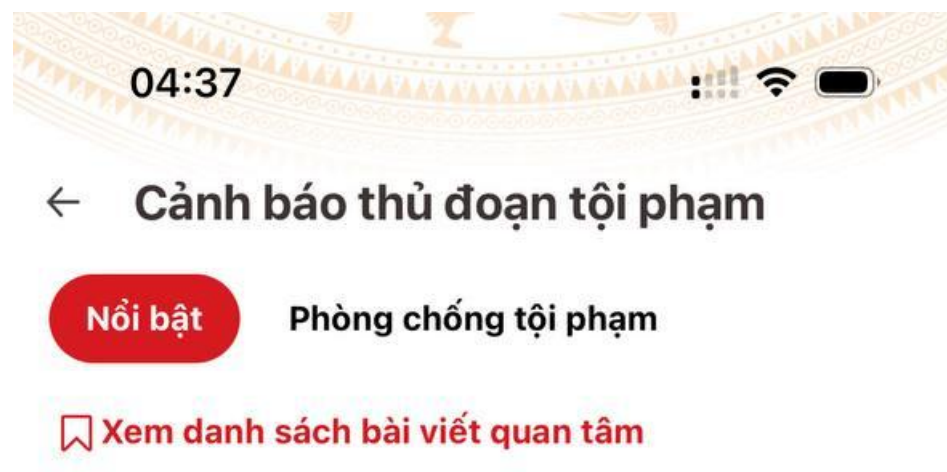 04:37
Cảnh báo thủ đoạn tội phạm
Nổi bật Phòng chống tội phạm
Xem danh sách bài viết quan tâm